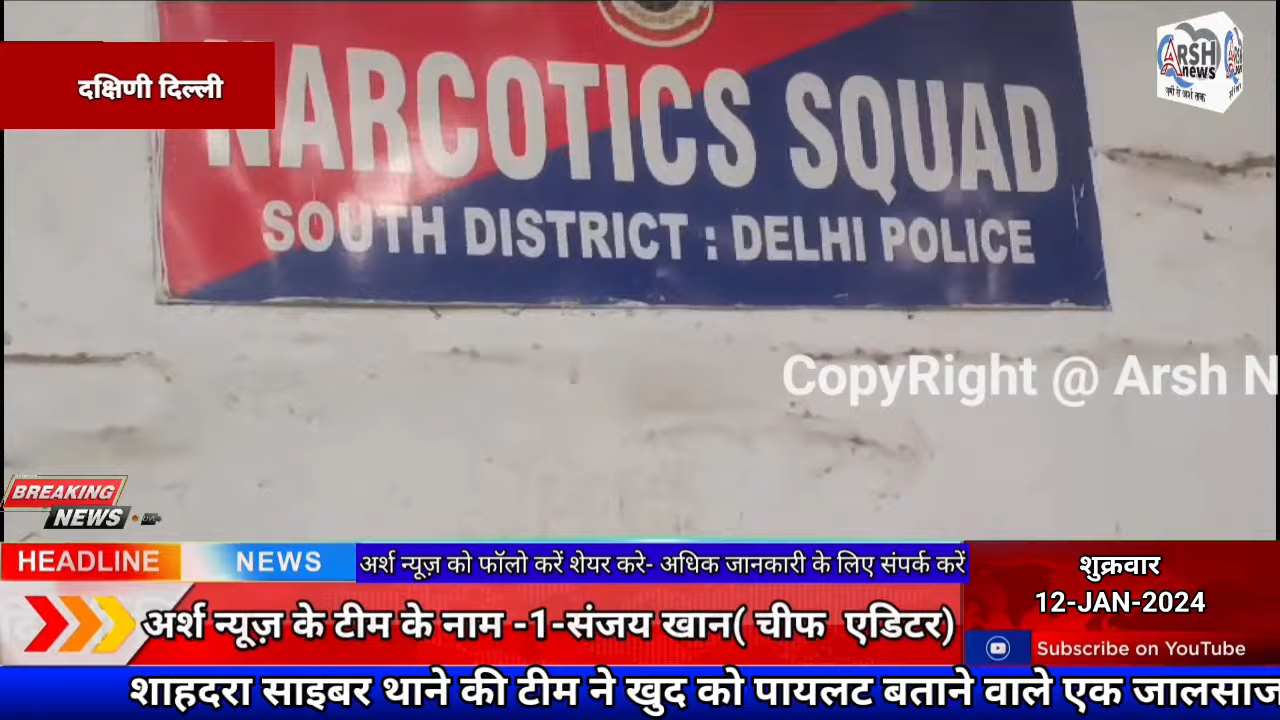 दक्षिणी दिल्ली
ARSH
news
NARCOTICS SQUAD
SOUTH DISTRICT : DELHI POLICE
CopyRight @ Arsh N
BREAKING
NEWS
HEADLINE NEWS
अर्श न्यूज़ को फॉलो करें शेयर करे- अधिक जानकारी के लिए संपर्क करें
शुक्रवार
12-JAN-2024
अर्श न्यूज़ के टीम के नाम -1-संजय खान( चीफ एडिटर)
Subscribe on YouTube
शाहदरा साइबर थाने की टीम ने खुद को पायलट बताने वाले एक जालसाज